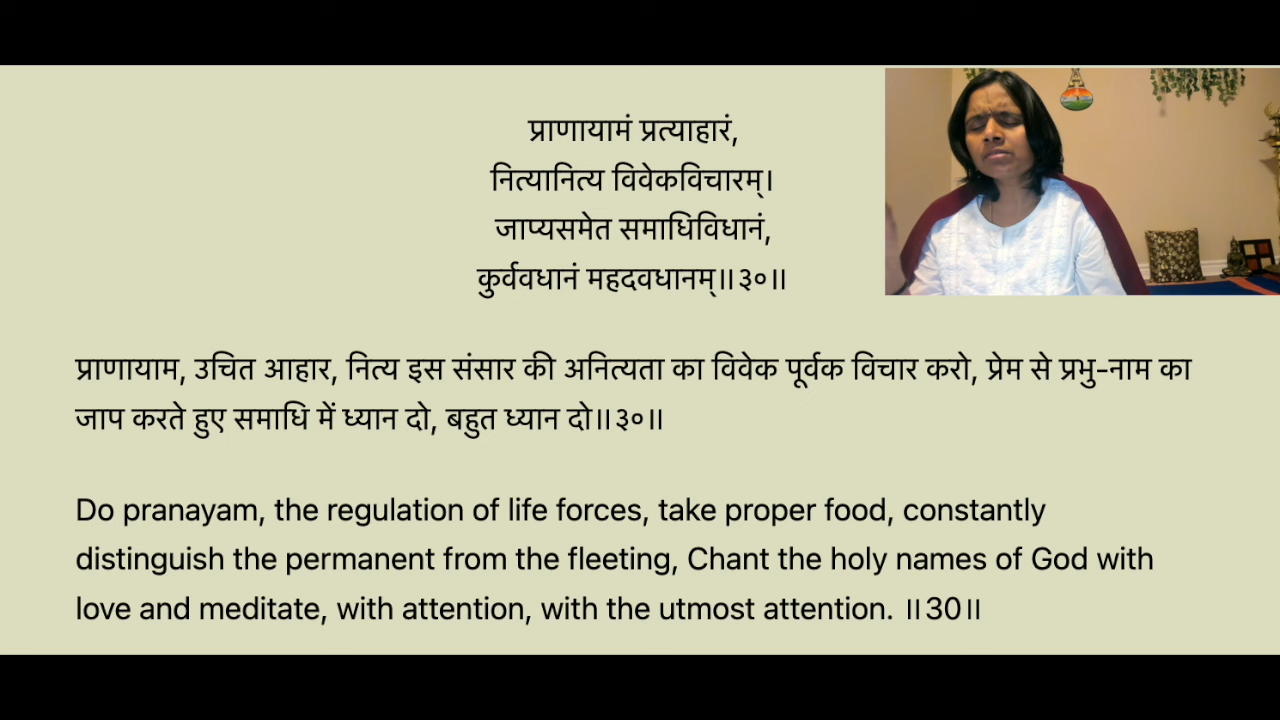 प्राणायामं प्रत्याहारं,
नित्यानित्य विवेकविचारम्।
जाप्यसमेत समाधिविधानं,
कुर्ववधानं महदवधानम्॥३०॥
प्राणायाम, उचित आहार, नित्य इस संसार की अनित्यता का विवेक पूर्वक विचार करो, प्रेम से प्रभु-नाम का
जाप करते हुए समाधि में ध्यान दो, बहुत ध्यान दो॥३०॥
Do pranayam, the regulation of life forces, take proper food, constantly
distinguish the permanent from the fleeting, Chant the holy names of God with
love and meditate, with attention, with the utmost attention. ॥30॥